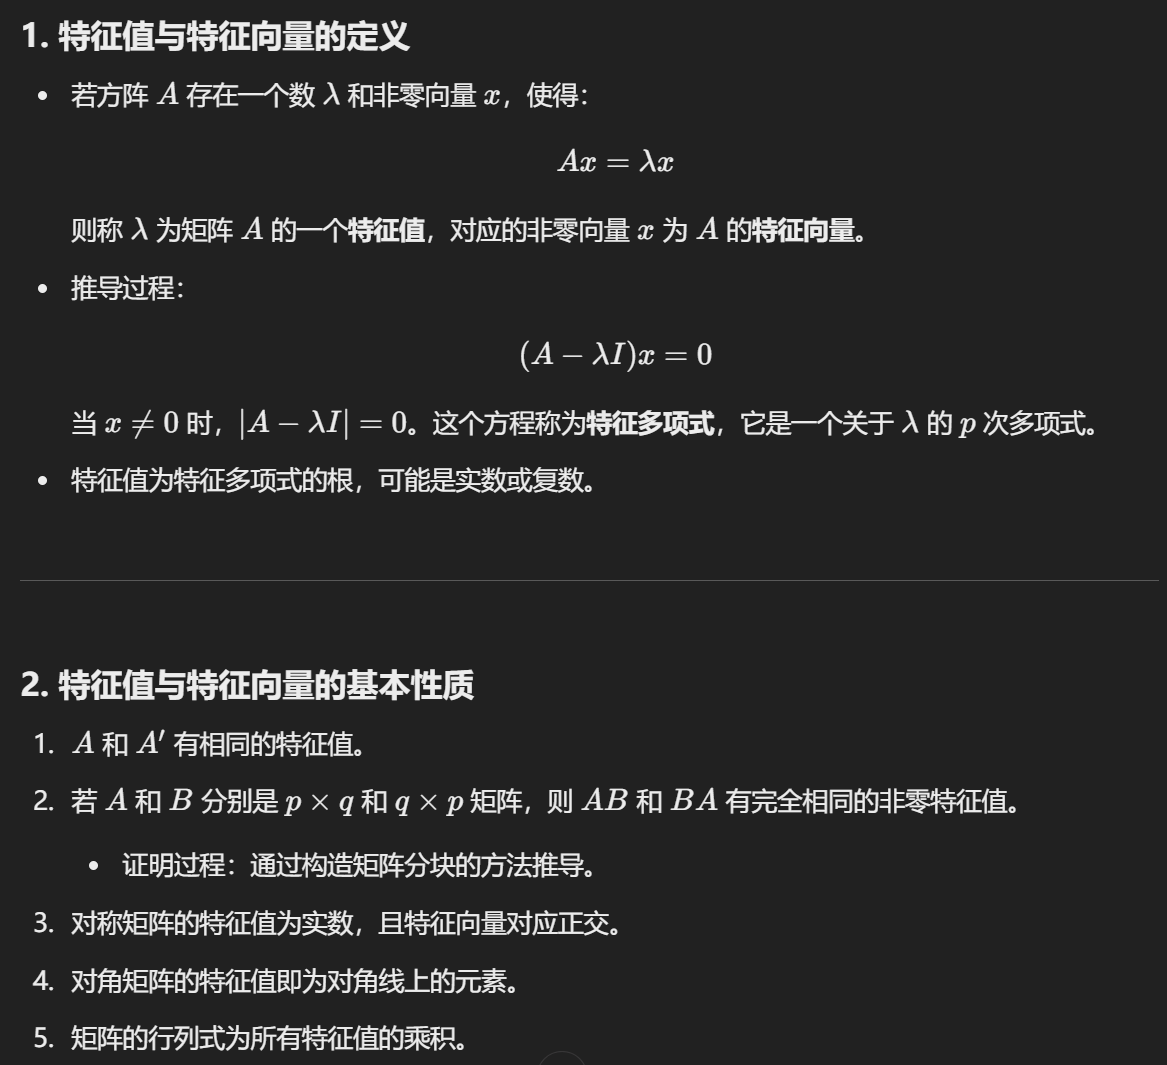 1. 特征值与特征向量的定义
• 若方阵 A 存在一个数 λ 和非零向量 x，使得：
Ax = λx
则称 λ 为矩阵 A 的一个特征值，对应的非零向量 x 为 A 的特征向量。
• 推导过程：
(A − λI)x = 0
当 x ≠ 0 时，|A − λI| = 0。这个方程称为特征多项式，它是一个关于 λ 的 p 次多项式。
• 特征值为特征多项式的根，可能是实数或复数。
2. 特征值与特征向量的基本性质
1. A 和 A′ 有相同的特征值。
2. 若 A 和 B 分别是 p × q 和 q × p 矩阵，则 AB 和 BA 有完全相同的非零特征值。
• 证明过程：通过构造矩阵分块的方法推导。
3. 对称矩阵的特征值为实数，且特征向量对应正交。
4. 对角矩阵的特征值即为对角线上的元素。
5. 矩阵的行列式为所有特征值的乘积。